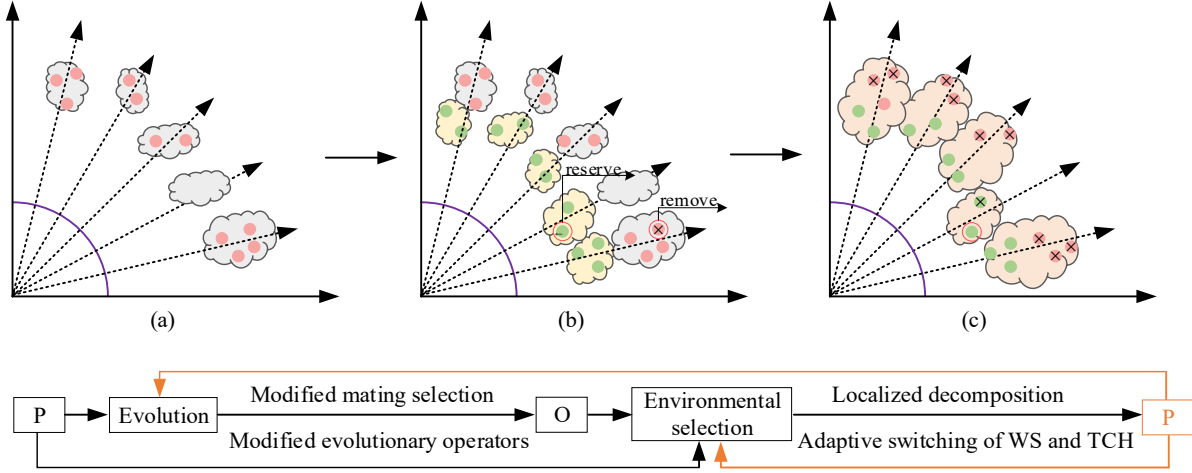 reserve
remove
(a)
(b)
(c)
Modified mating selection
Localized decomposition
P
Evolution
O
Environmental
selection
P
Modified evolutionary operators
Adaptive switching of WS and TCH